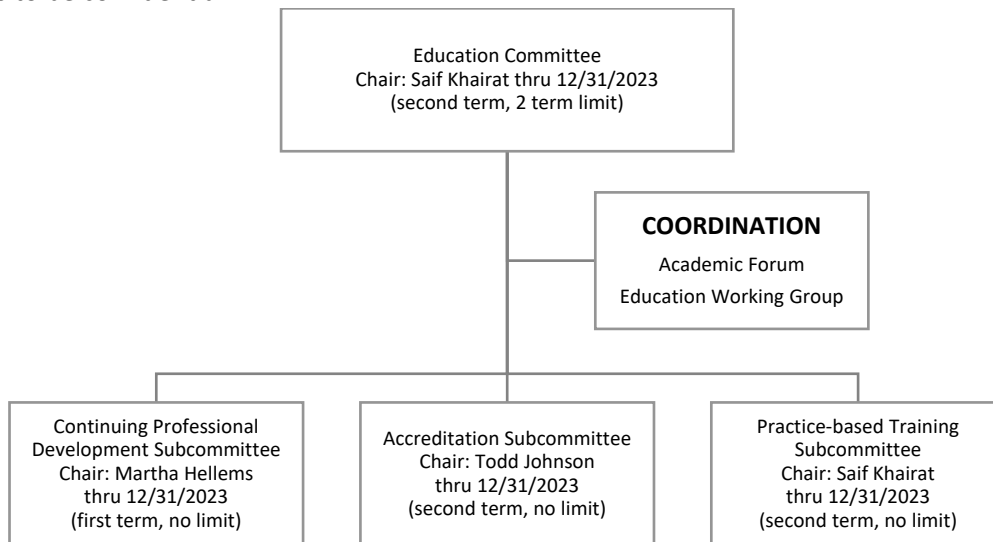 Education Committee
Chair: Saif Khairat thru 12/31/2023
(second term, 2 term limit)
COORDINATION
Academic Forum
Education Working Group
Continuing Professional
Development Subcommittee
Chair: Martha Hellems
thru 12/31/2023
(first term, no limit)
Accreditation Subcommittee
Chair: Todd Johnson
thru 12/31/2023
(second term, no limit)
Practice-based Training
Subcommittee
Chair: Saif Khairat
thru 12/31/2023
(second term, no limit)